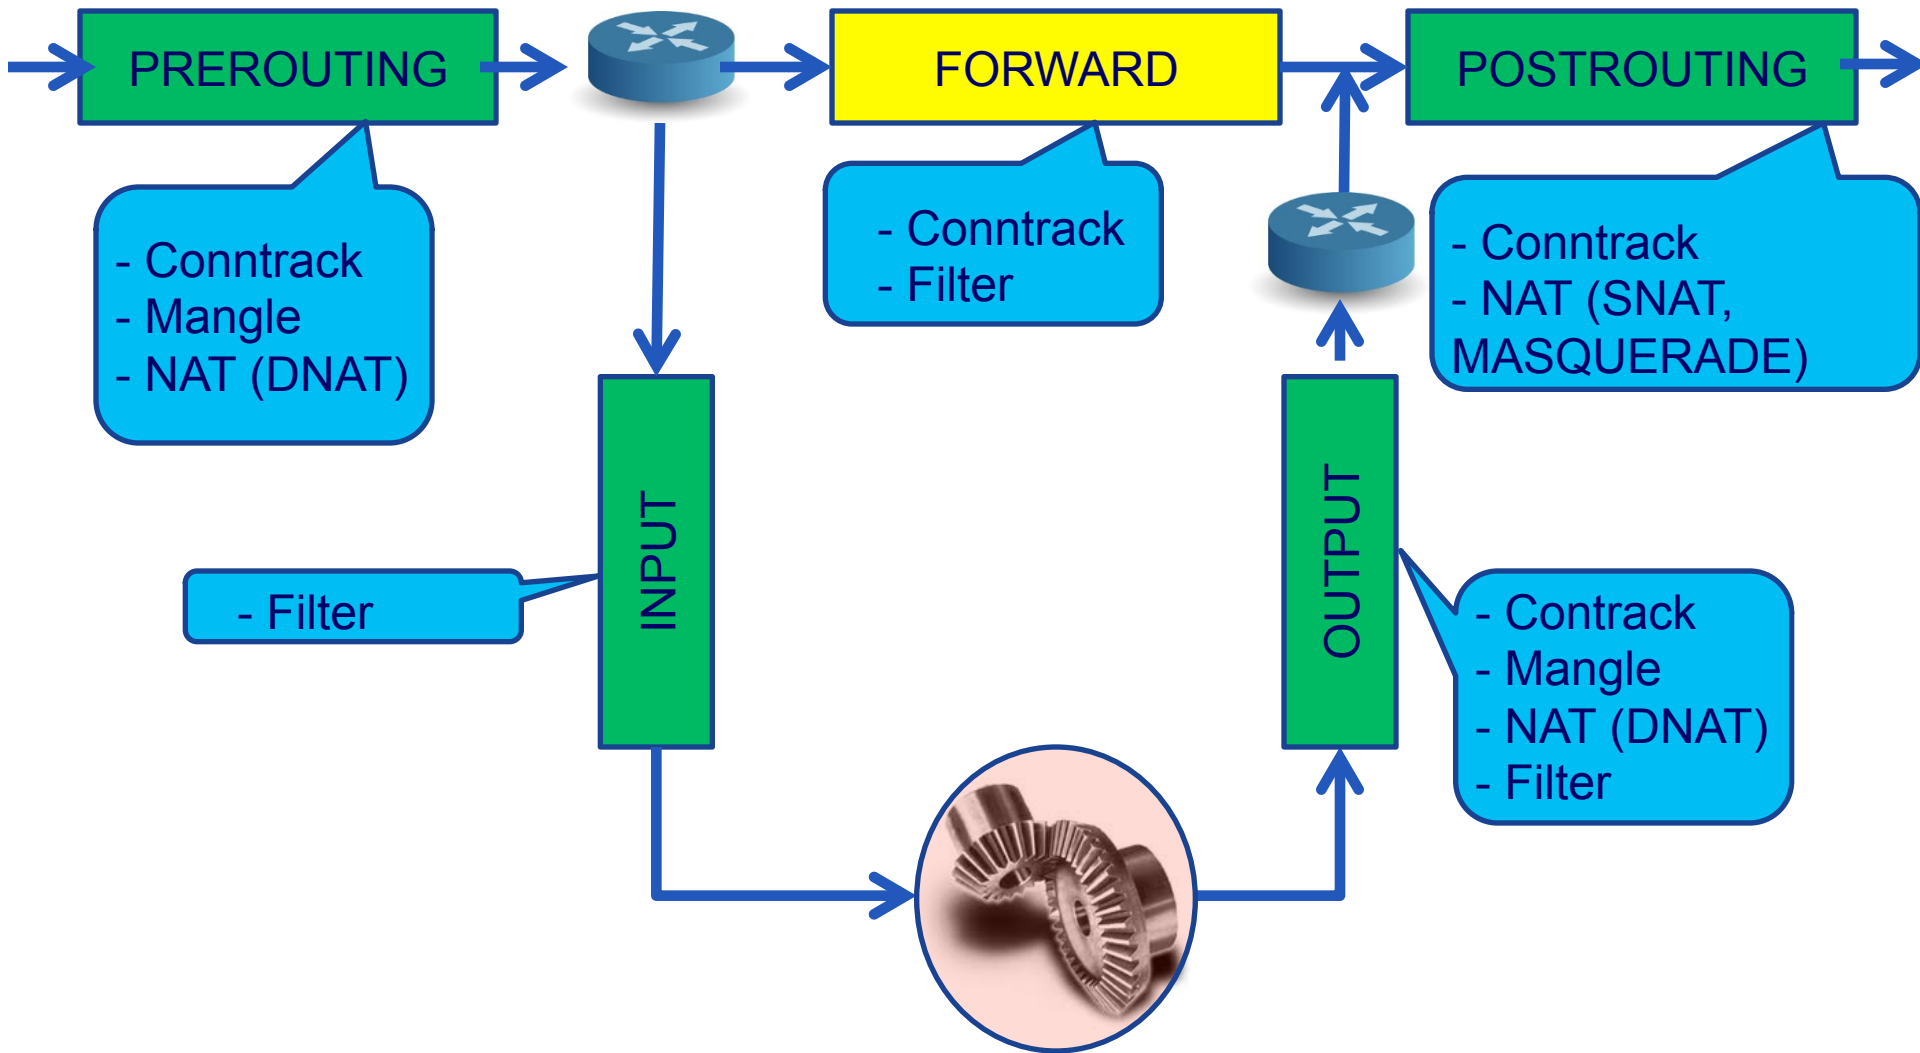 PREROUTING
FORWARD
POSTROUTING
- Conntrack
- Mangle
- NAT (DNAT)
- Conntrack
- Filter
- Conntrack
- NAT (SNAT,
MASQUERADE)
INPUT
- Filter
OUTPUT
- Contrack
- Mangle
- NAT (DNAT)
- Filter